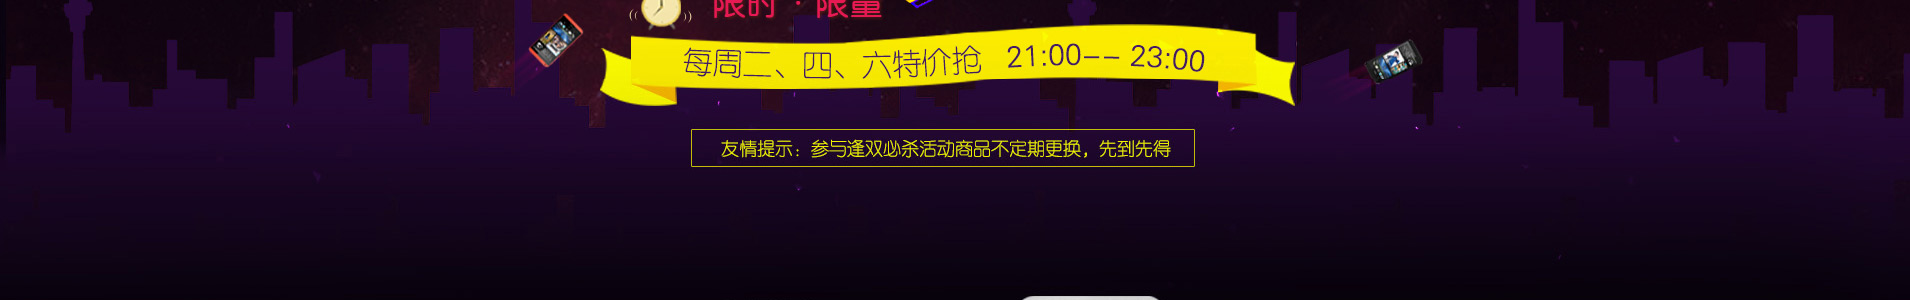 限时·限量
每周二、四、六特价抢 21:00-- 23:00
友情提示：参与逢双必杀活动商品不定期更换，先到先得